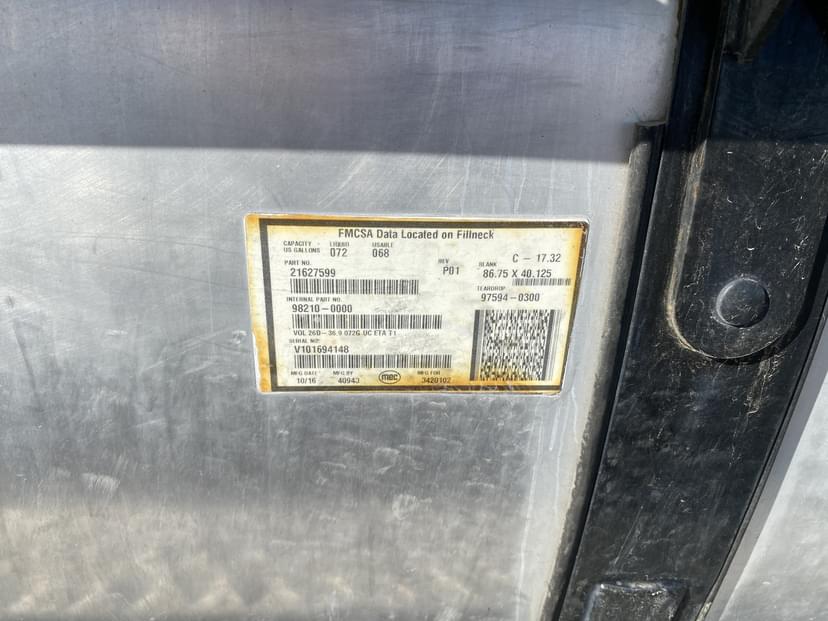 FMCSA Data Located on Fillneck
CAPACITY - LIQUID USABLE
US GALLONS 072 068
C - 17.32
PART NO. REV BLANK
21627599 P01 86.75 X 40.125
TEARDROP
97594-0300
INTERNAL PART NO.
98210-0000
VOL 26D-36.9 072G UC ETA T1
SERIAL NO:
V101694148
MFG DATE MFG BY MFG FOR
10/16 40943 mec 3420102